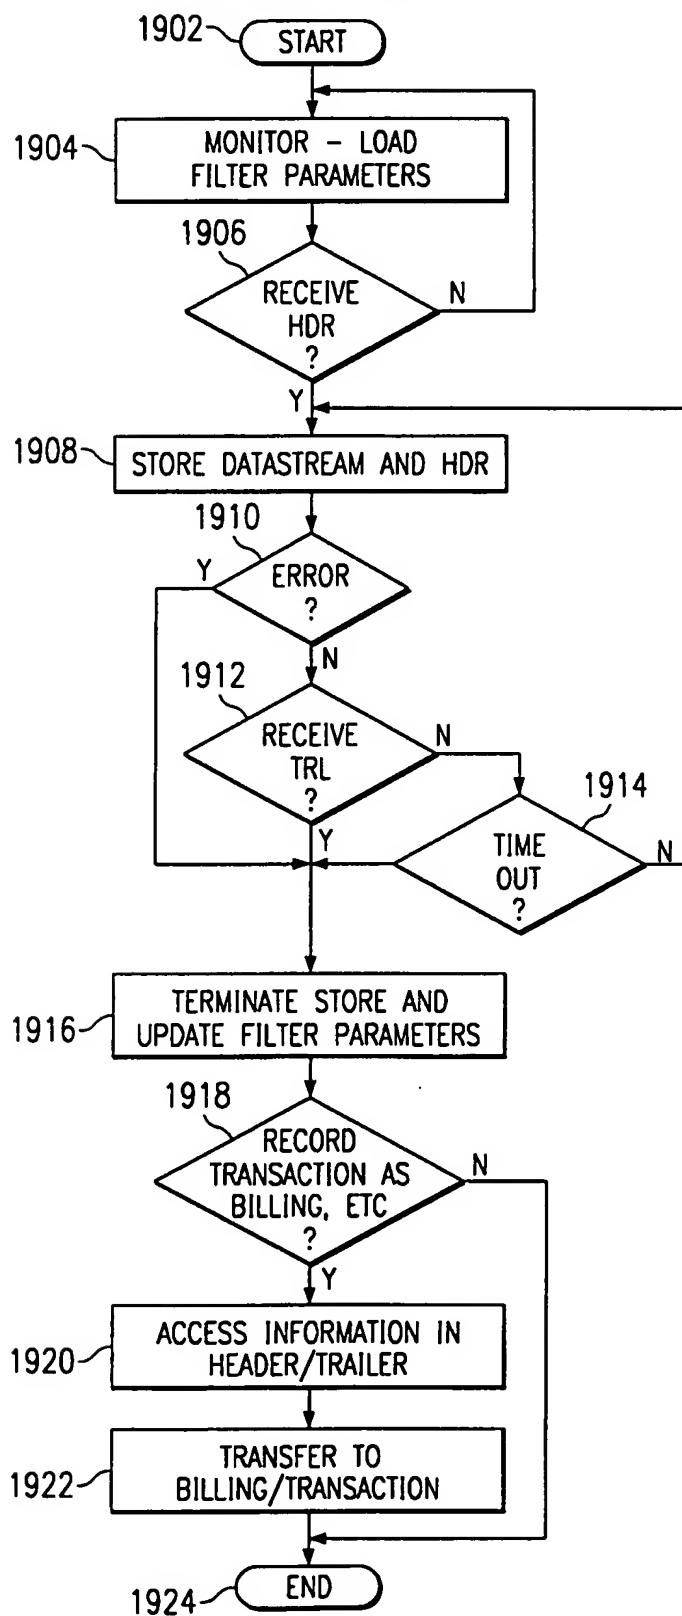 1902
START
1904
MONITOR - LOAD
FILTER PARAMETERS
1906
RECEIVE
HDR
?
N
Y
1908
STORE DATASTREAM AND HDR
1910
Y
ERROR
?
N
1912
RECEIVE
TRL
?
N
Y
1914
TIME
OUT
?
N
1916
TERMINATE STORE AND
UPDATE FILTER PARAMETERS
1918
RECORD
TRANSACTION AS
BILLING, ETC
?
N
Y
1920
ACCESS INFORMATION IN
HEADER/TRAILER
1922
TRANSFER TO
BILLING/TRANSACTION
END
1924